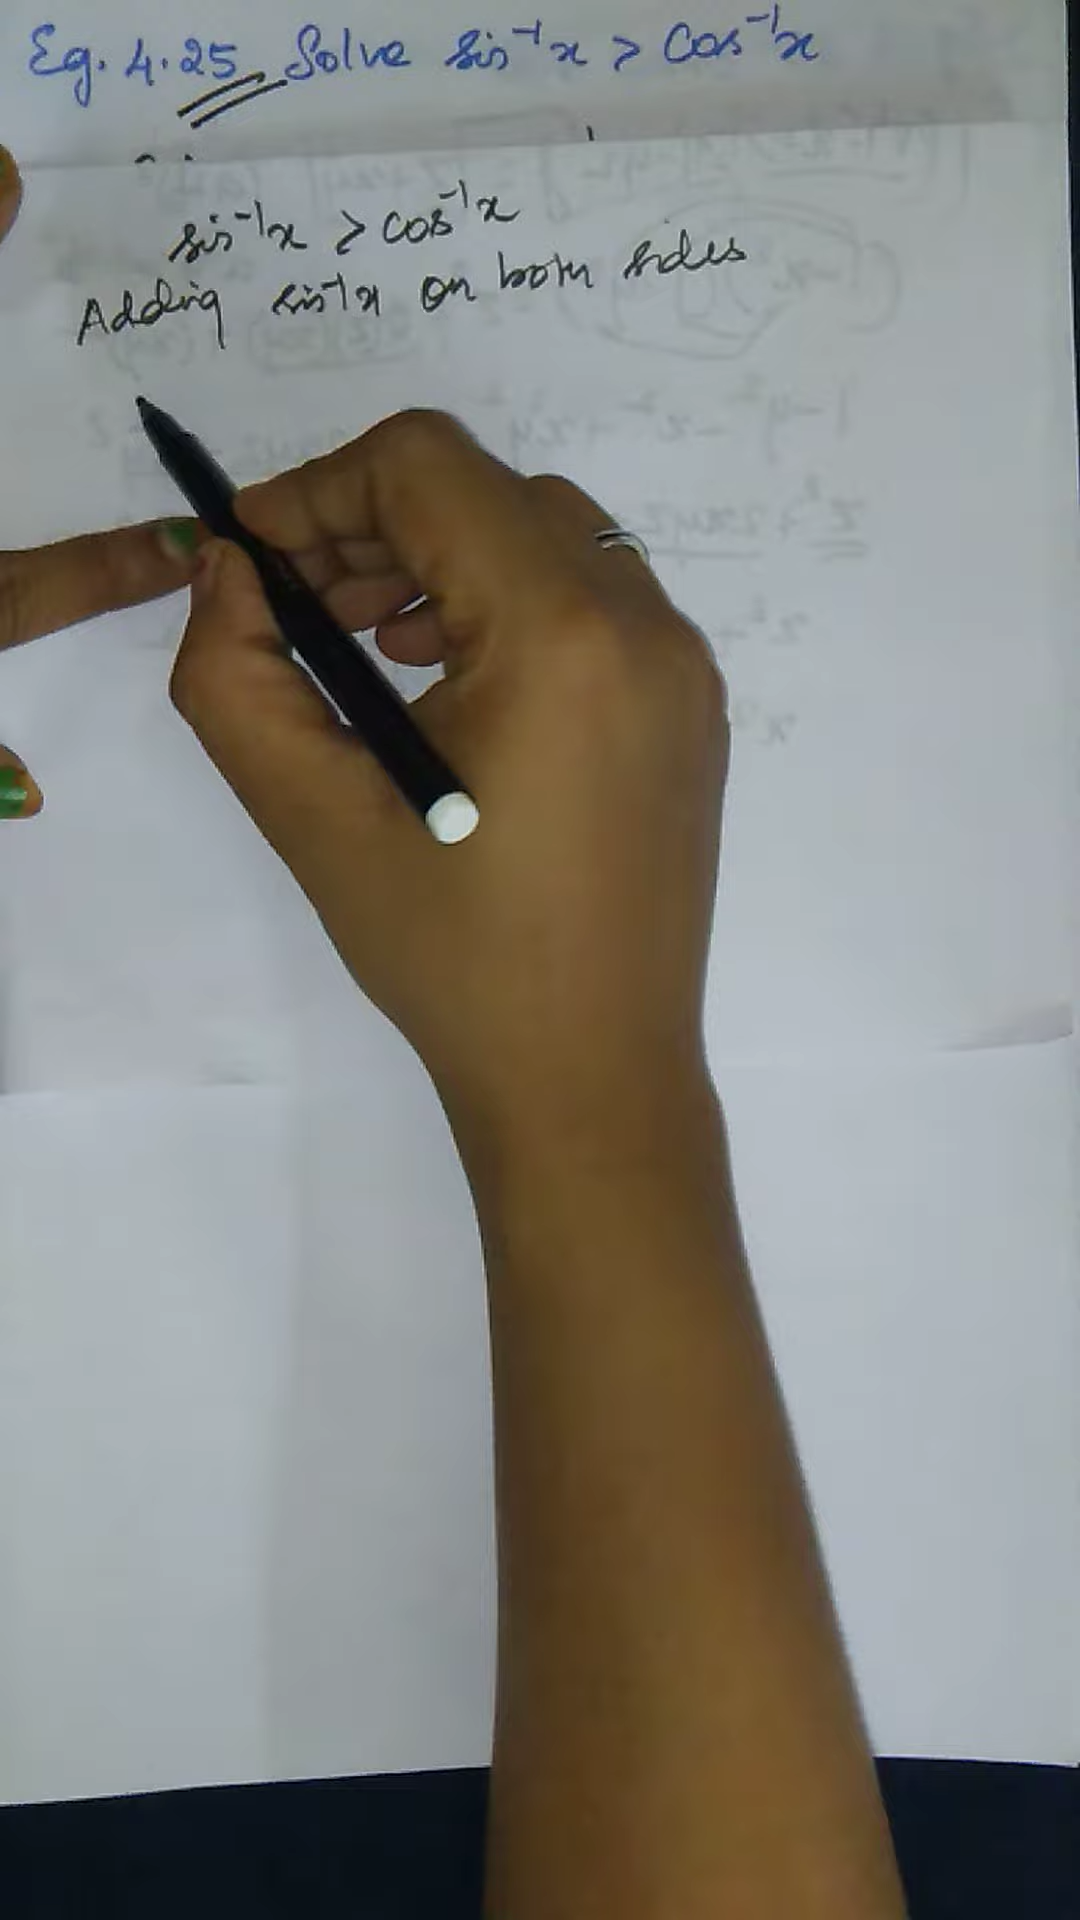 Eg. 4.25 Solve sin⁻¹x > cos⁻¹x
sin⁻¹x > cos⁻¹x
Adding sin⁻¹x on both sides